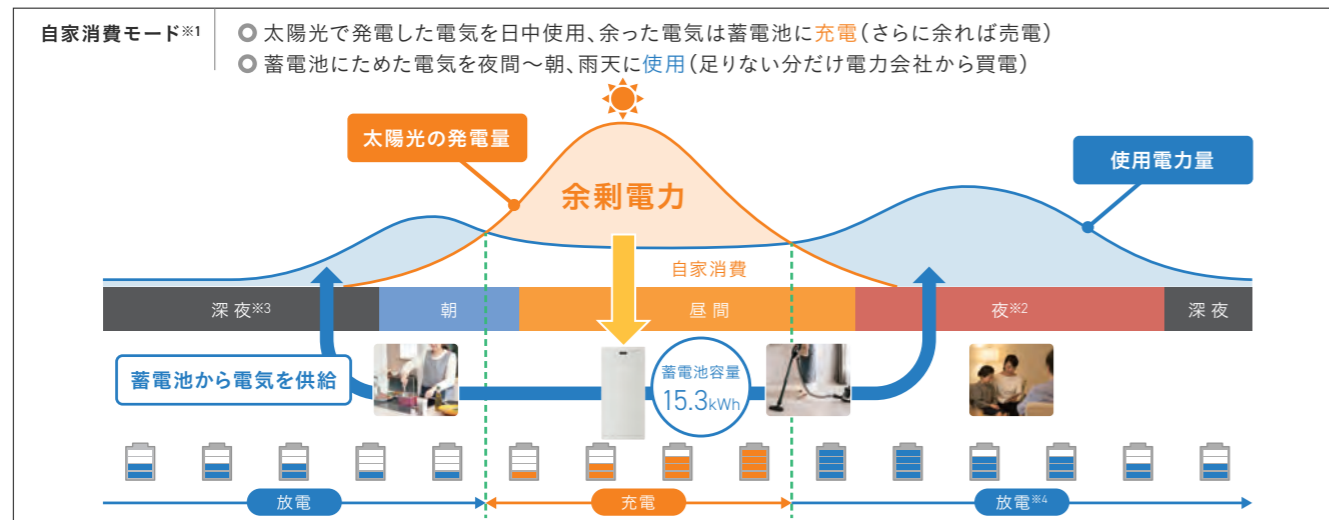 自家消費モード※1
◎ 太陽光で発電した電気を日中使用、余った電気は蓄電池に充電(さらに余れば売電)
◎ 蓄電池にためた電気を夜間〜朝、雨天に使用(足りない分だけ電力会社から買電)
太陽光の発電量
使用電力量
余剰電力
自家消費
深夜※3 朝 昼間 夜※2 深夜
蓄電池から電気を供給
蓄電池容量
15.3kWh
放電 充電 放電※4